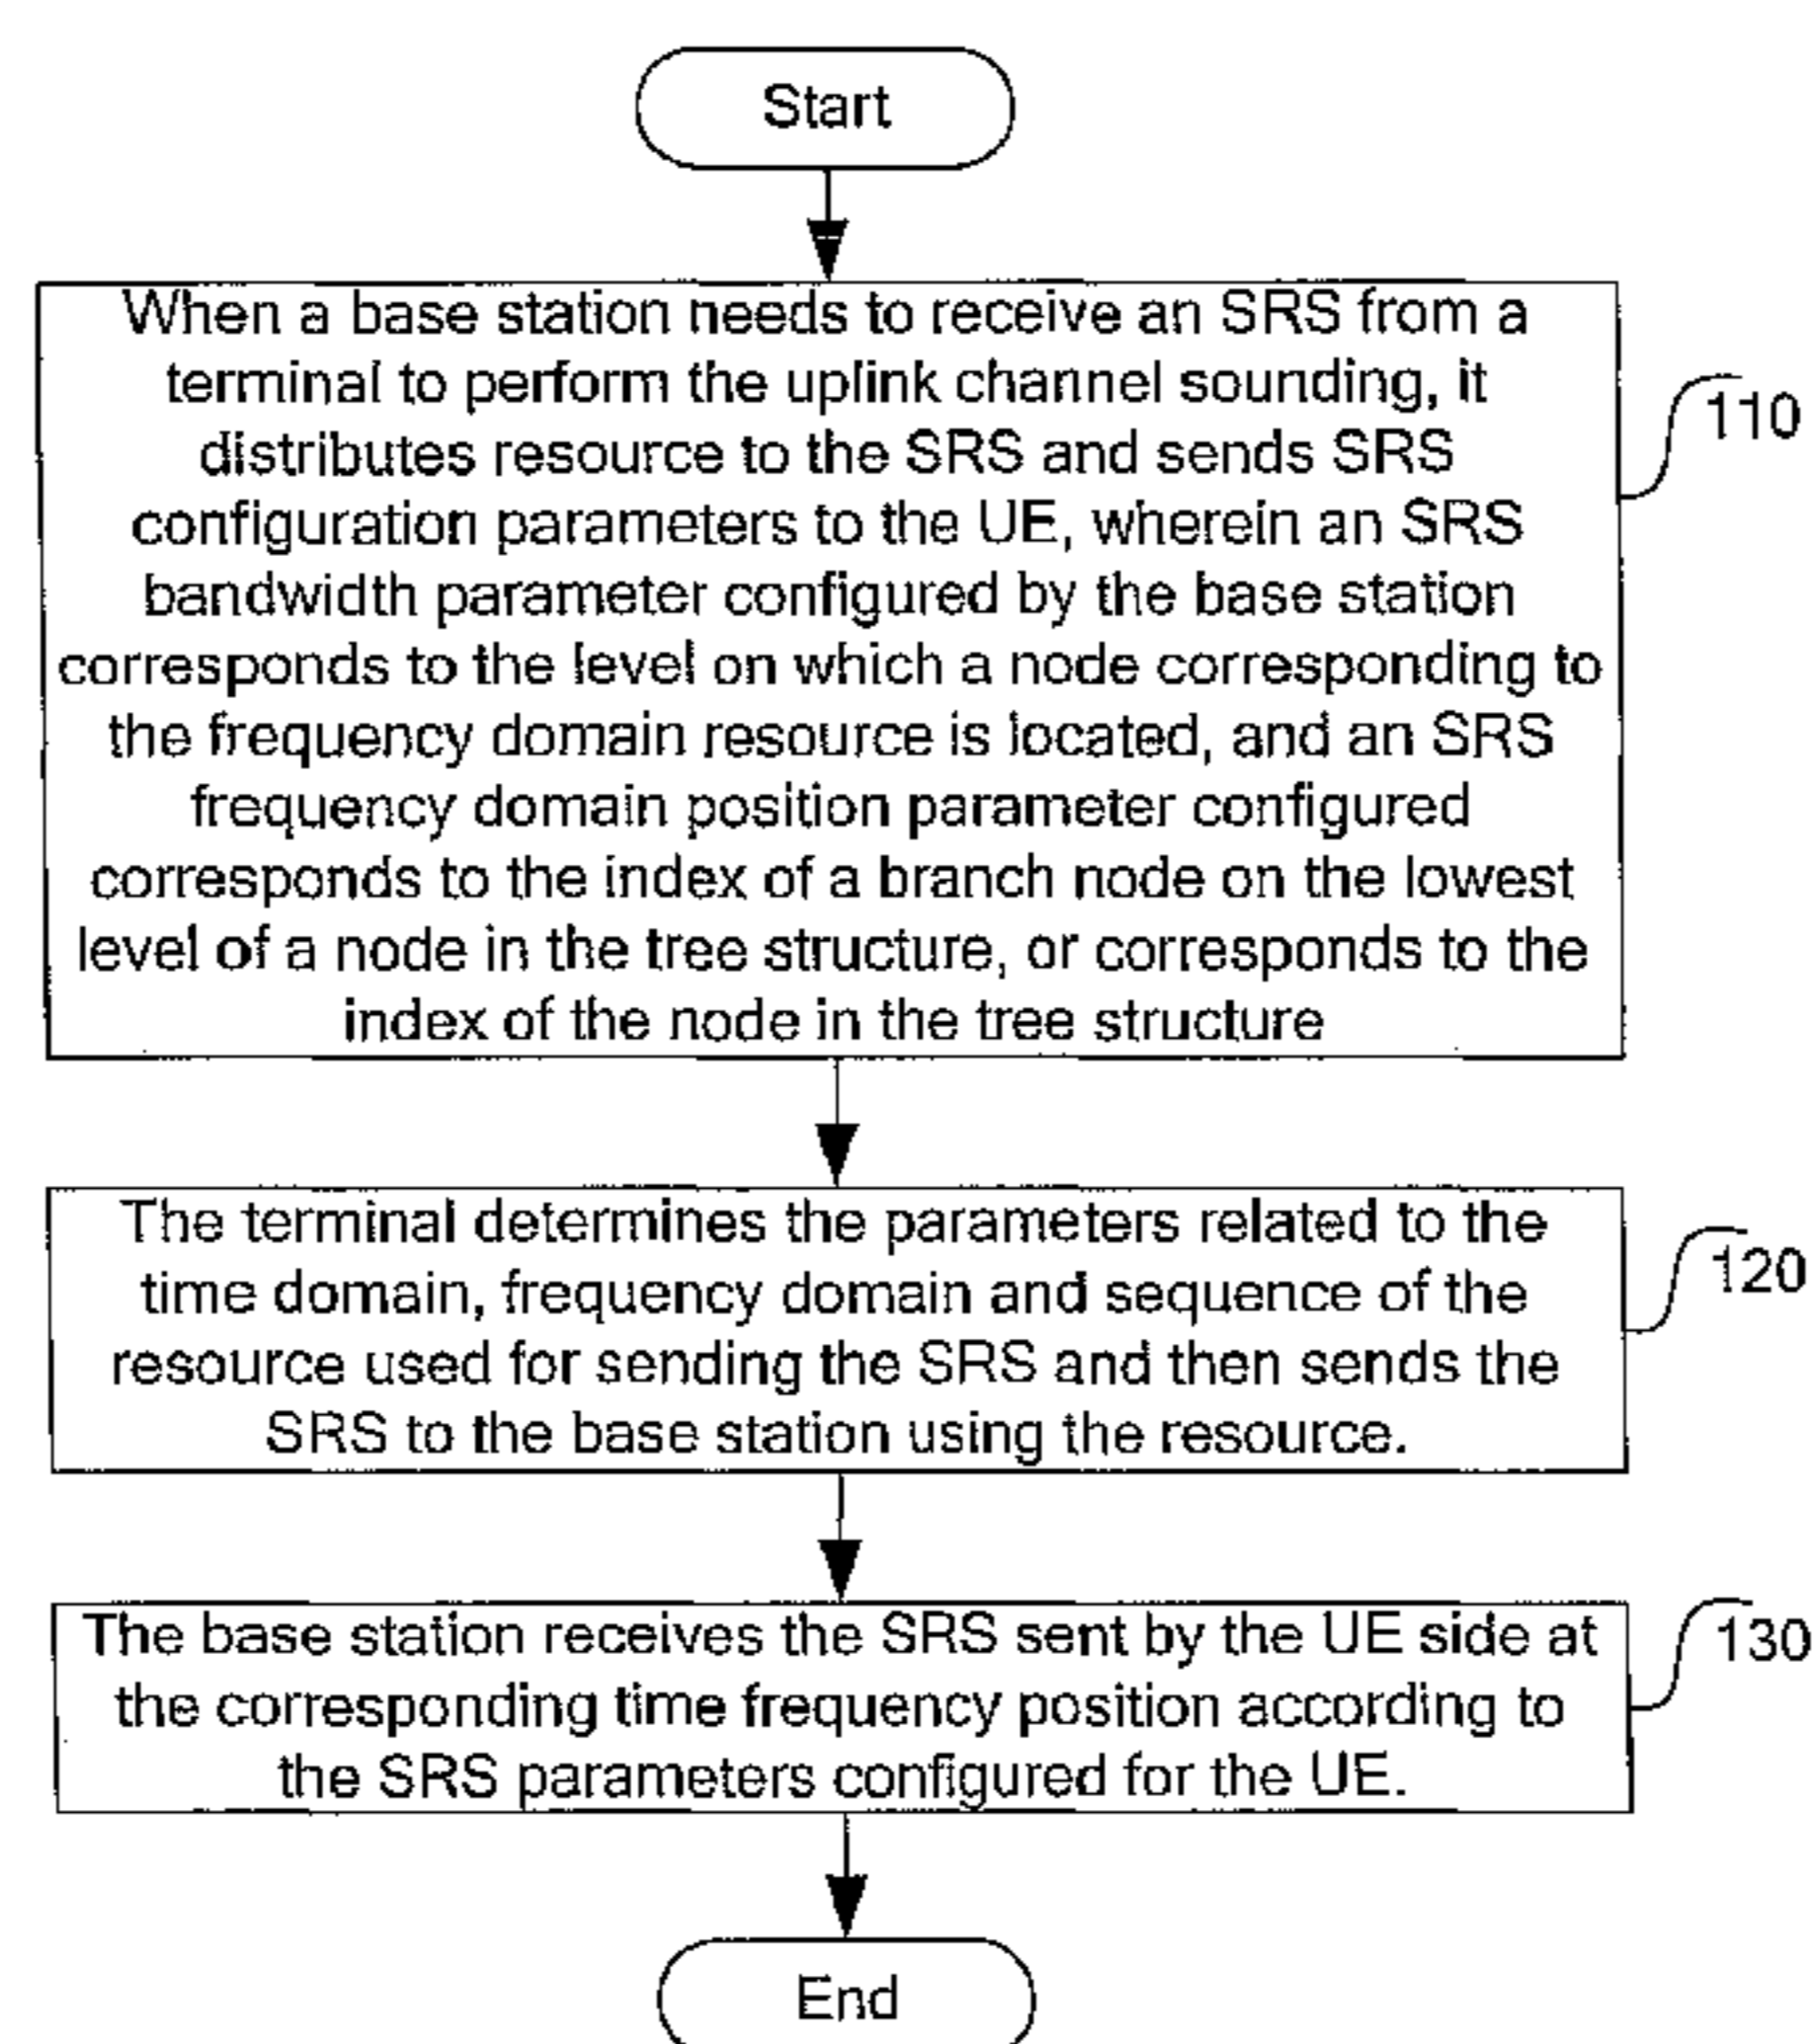 Start
When a base station needs to receive an SRS from a
terminal to perform the uplink channel sounding, it
distributes resource to the SRS and sends SRS
configuration parameters to the UE, wherein an SRS
bandwidth parameter configured by the base station
corresponds to the level on which a node corresponding to
the frequency domain resource is located, and an SRS
frequency domain position parameter configured
corresponds to the index of a branch node on the lowest
level of a node in the tree structure, or corresponds to the
index of the node in the tree structure
110
The terminal determines the parameters related to the
time domain, frequency domain and sequence of the
resource used for sending the SRS and then sends the
SRS to the base station using the resource.
120
The base station receives the SRS sent by the UE side at
the corresponding time frequency position according to
the SRS parameters configured for the UE.
130
End